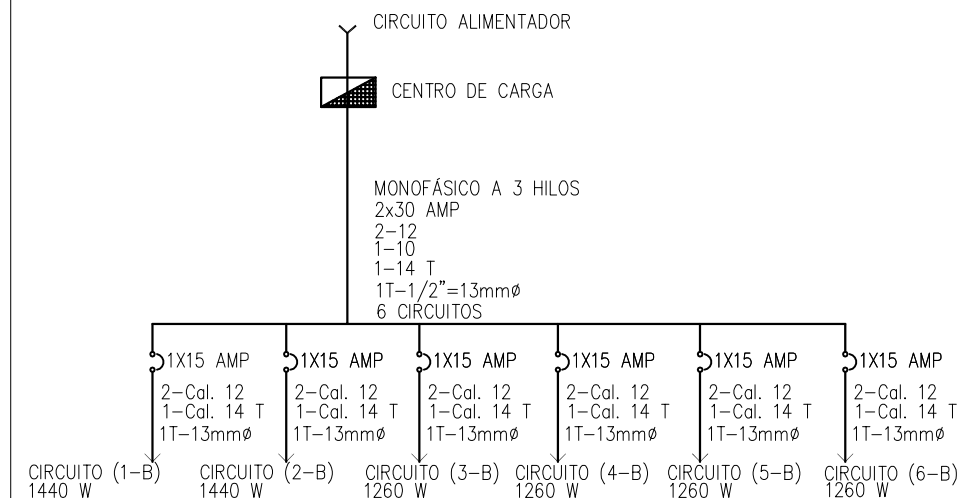 CIRCUITO ALIMENTADOR
CENTRO DE CARGA
MONOFÁSICO A 3 HILOS
2x30 AMP
2-12
1-10
1-14 T
1T-1/2"=13mmø
6 CIRCUITOS
1X15 AMP
2-Cal. 12
1-Cal. 14 T
1T-13mmø
CIRCUITO (1-B)
1440 W
1X15 AMP
2-Cal. 12
1-Cal. 14 T
1T-13mmø
CIRCUITO (2-B)
1440 W
1X15 AMP
2-Cal. 12
1-Cal. 14 T
1T-13mmø
CIRCUITO (3-B)
1260 W
1X15 AMP
2-Cal. 12
1-Cal. 14 T
1T-13mmø
CIRCUITO (4-B)
1260 W
1X15 AMP
2-Cal. 12
1-Cal. 14 T
1T-13mmø
CIRCUITO (5-B)
1260 W
1X15 AMP
2-Cal. 12
1-Cal. 14 T
1T-13mmø
CIRCUITO (6-B)
1260 W